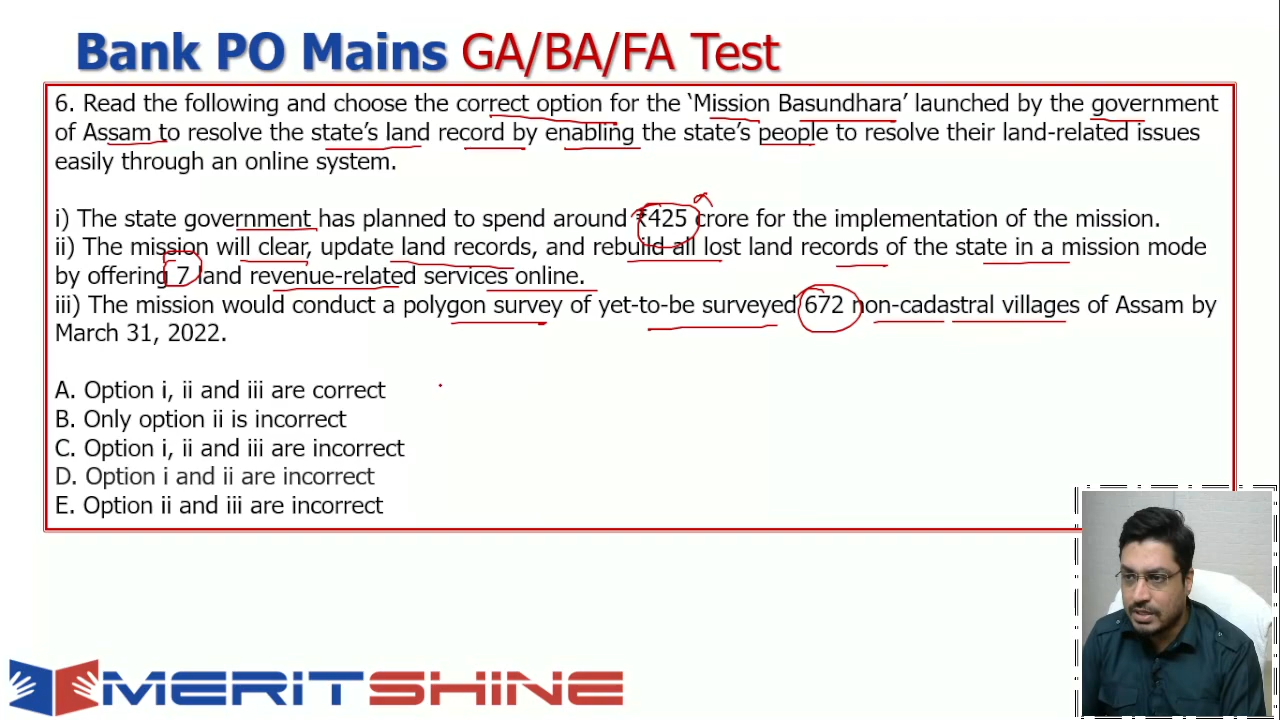 Bank PO Mains GA/BA/FA Test
6. Read the following and choose the correct option for the ‘Mission Basundhara’ launched by the government
of Assam to resolve the state’s land record by enabling the state’s people to resolve their land-related issues
easily through an online system.
i) The state government has planned to spend around ₹425 crore for the implementation of the mission.
ii) The mission will clear, update land records, and rebuild all lost land records of the state in a mission mode
by offering 7 land revenue-related services online.
iii) The mission would conduct a polygon survey of yet-to-be surveyed 672 non-cadastral villages of Assam by
March 31, 2022.
A. Option i, ii and iii are correct
B. Only option ii is incorrect
C. Option i, ii and iii are incorrect
D. Option i and ii are incorrect
E. Option ii and iii are incorrect
MERITSHINE